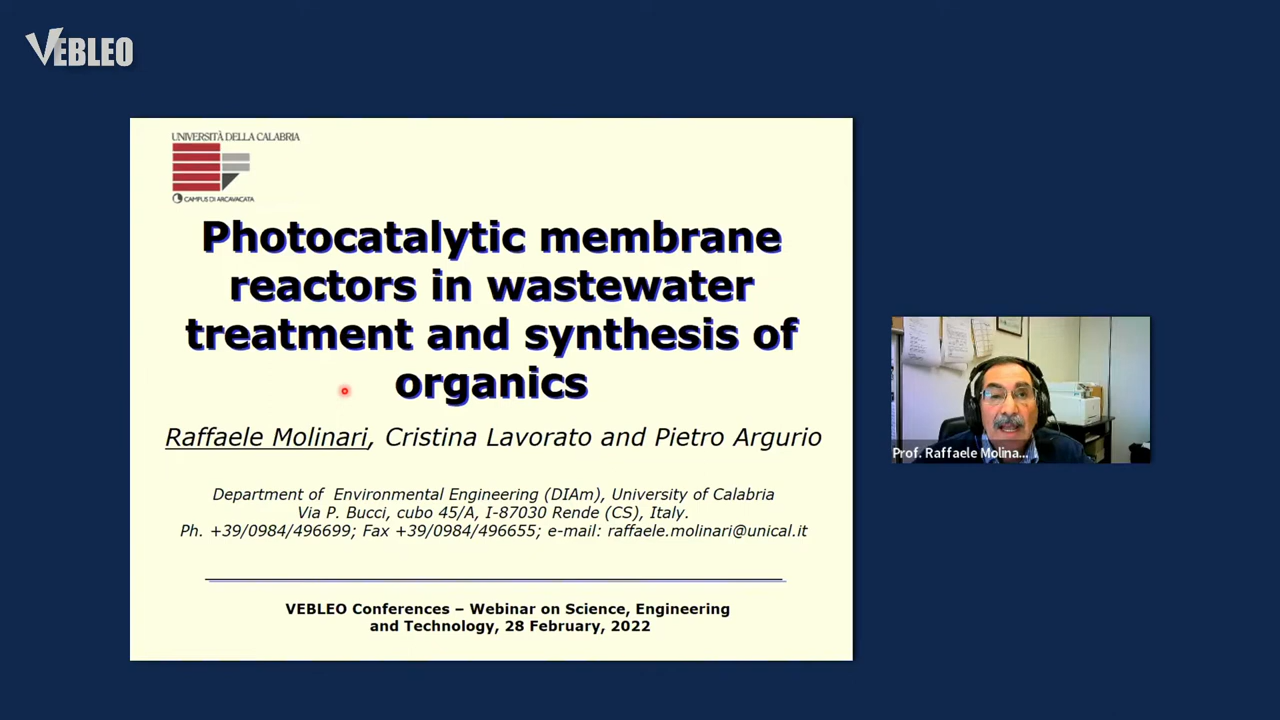 VEBLEO
UNIVERSITÀ DELLA CALABRIA
CAMPUS DI ARCAVACATA
Photocatalytic membrane
reactors in wastewater
treatment and synthesis of
organics
Raffaele Molinari, Cristina Lavorato and Pietro Argurio
Department of Environmental Engineering (DIAm), University of Calabria
Via P. Bucci, cubo 45/A, I-87030 Rende (CS), Italy.
Ph. +39/0984/496699; Fax +39/0984/496655; e-mail: raffaele.molinari@unical.it
VEBLEO Conferences – Webinar on Science, Engineering
and Technology, 28 February, 2022
Prof. Raffaele Molina...